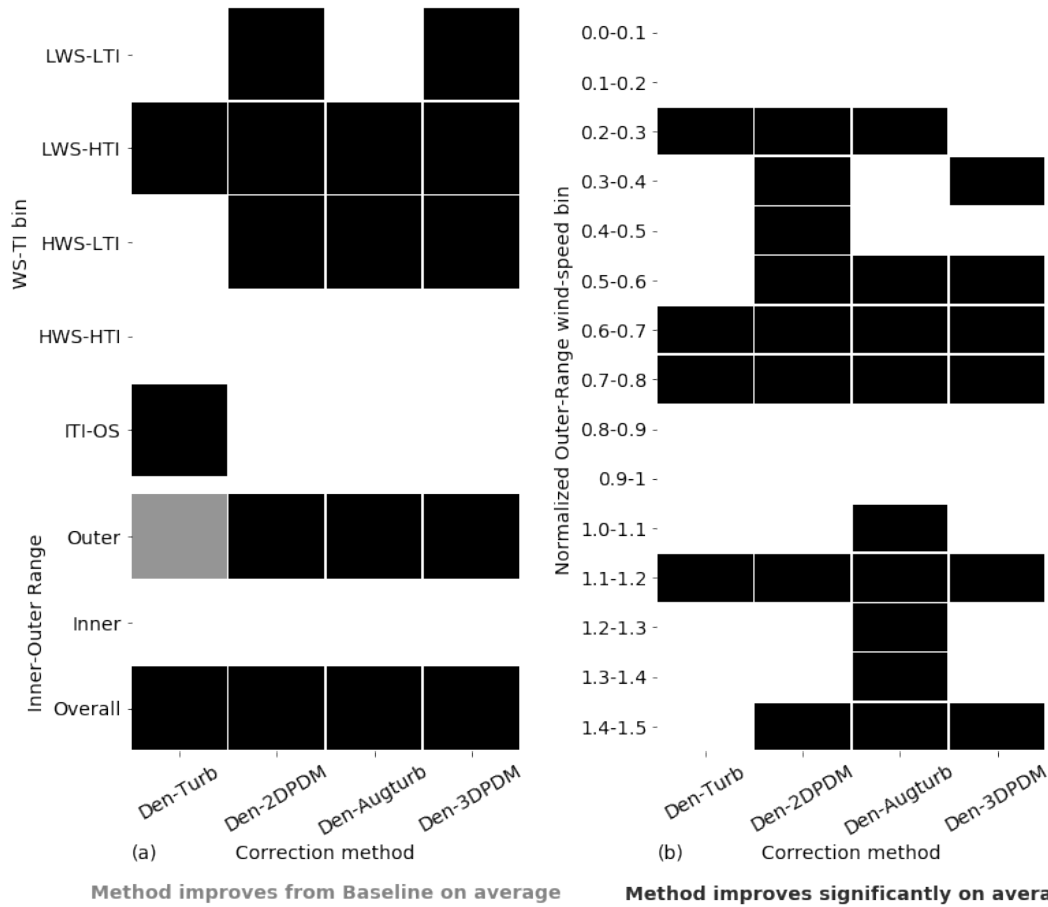 WS-TI bin
LWS-LTI
LWS-HTI
HWS-LTI
HWS-HTI
ITI-OS
Inner-Outer Range
Outer
Inner
Overall
Den-Turb
Den-2DPDM
Den-Augturb
Den-3DPDM
(a) Correction method
Normalized Outer-Range wind-speed bin
0.0-0.1
0.1-0.2
0.2-0.3
0.3-0.4
0.4-0.5
0.5-0.6
0.6-0.7
0.7-0.8
0.8-0.9
0.9-1
1.0-1.1
1.1-1.2
1.2-1.3
1.3-1.4
1.4-1.5
Den-Turb
Den-2DPDM
Den-Augturb
Den-3DPDM
(b) Correction method
Method improves from Baseline on average
Method improves significantly on avera